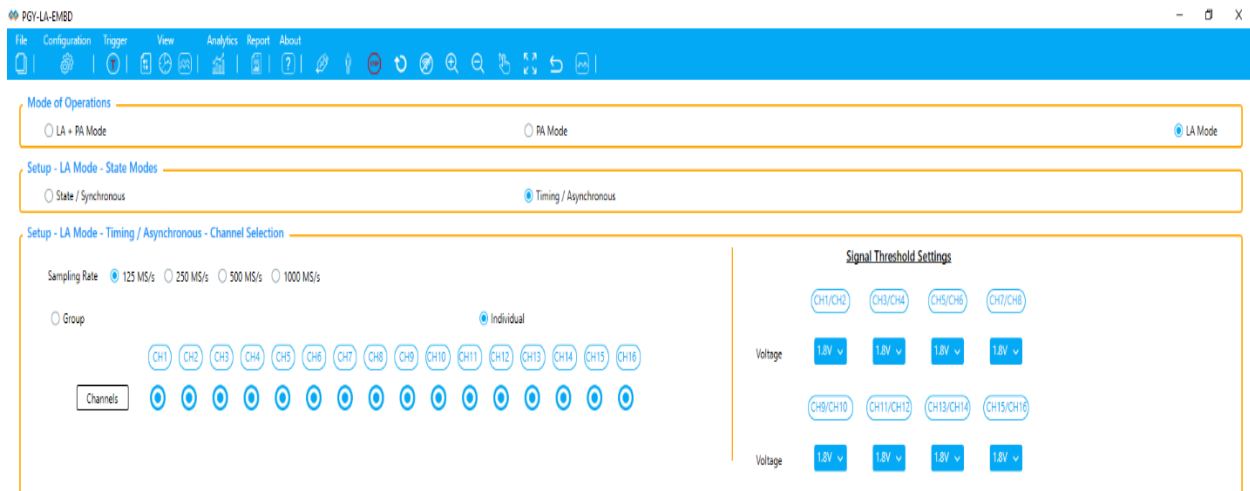 PGY-LA-EMBD
File Configuration Trigger View Analytics Report About
Mode of Operations
LA + PA Mode PA Mode LA Mode
Setup - LA Mode - State Modes
State / Synchronous Timing / Asynchronous
Setup - LA Mode - Timing / Asynchronous - Channel Selection
Signal Threshold Settings
Sampling Rate 125 MS/s 250 MS/s 500 MS/s 1000 MS/s
CH1/CH2 CH3/CH4 CH5/CH6 CH7/CH8
Group Individual
CH1 CH2 CH3 CH4 CH5 CH6 CH7 CH8 CH9 CH10 CH11 CH12 CH13 CH14 CH15 CH16
Voltage 1.8V 1.8V 1.8V 1.8V
Channels
CH9/CH10 CH11/CH12 CH13/CH14 CH15/CH16
Voltage 1.8V 1.8V 1.8V 1.8V